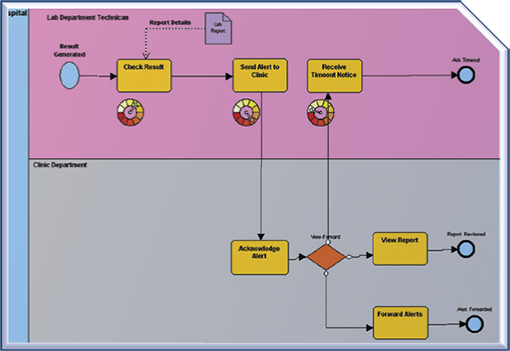 spital
Lab Department Technican
Report Details
Lab
Report
Result
Generated
Check Result
Send Alert to
Clinic
Receive
Timeout Notice
Ack Timeout
Clinic Department
View-Forward
Acknowledge
Alert
View Report
Report Reviewed
Forward Alerts
Alert Forwarded